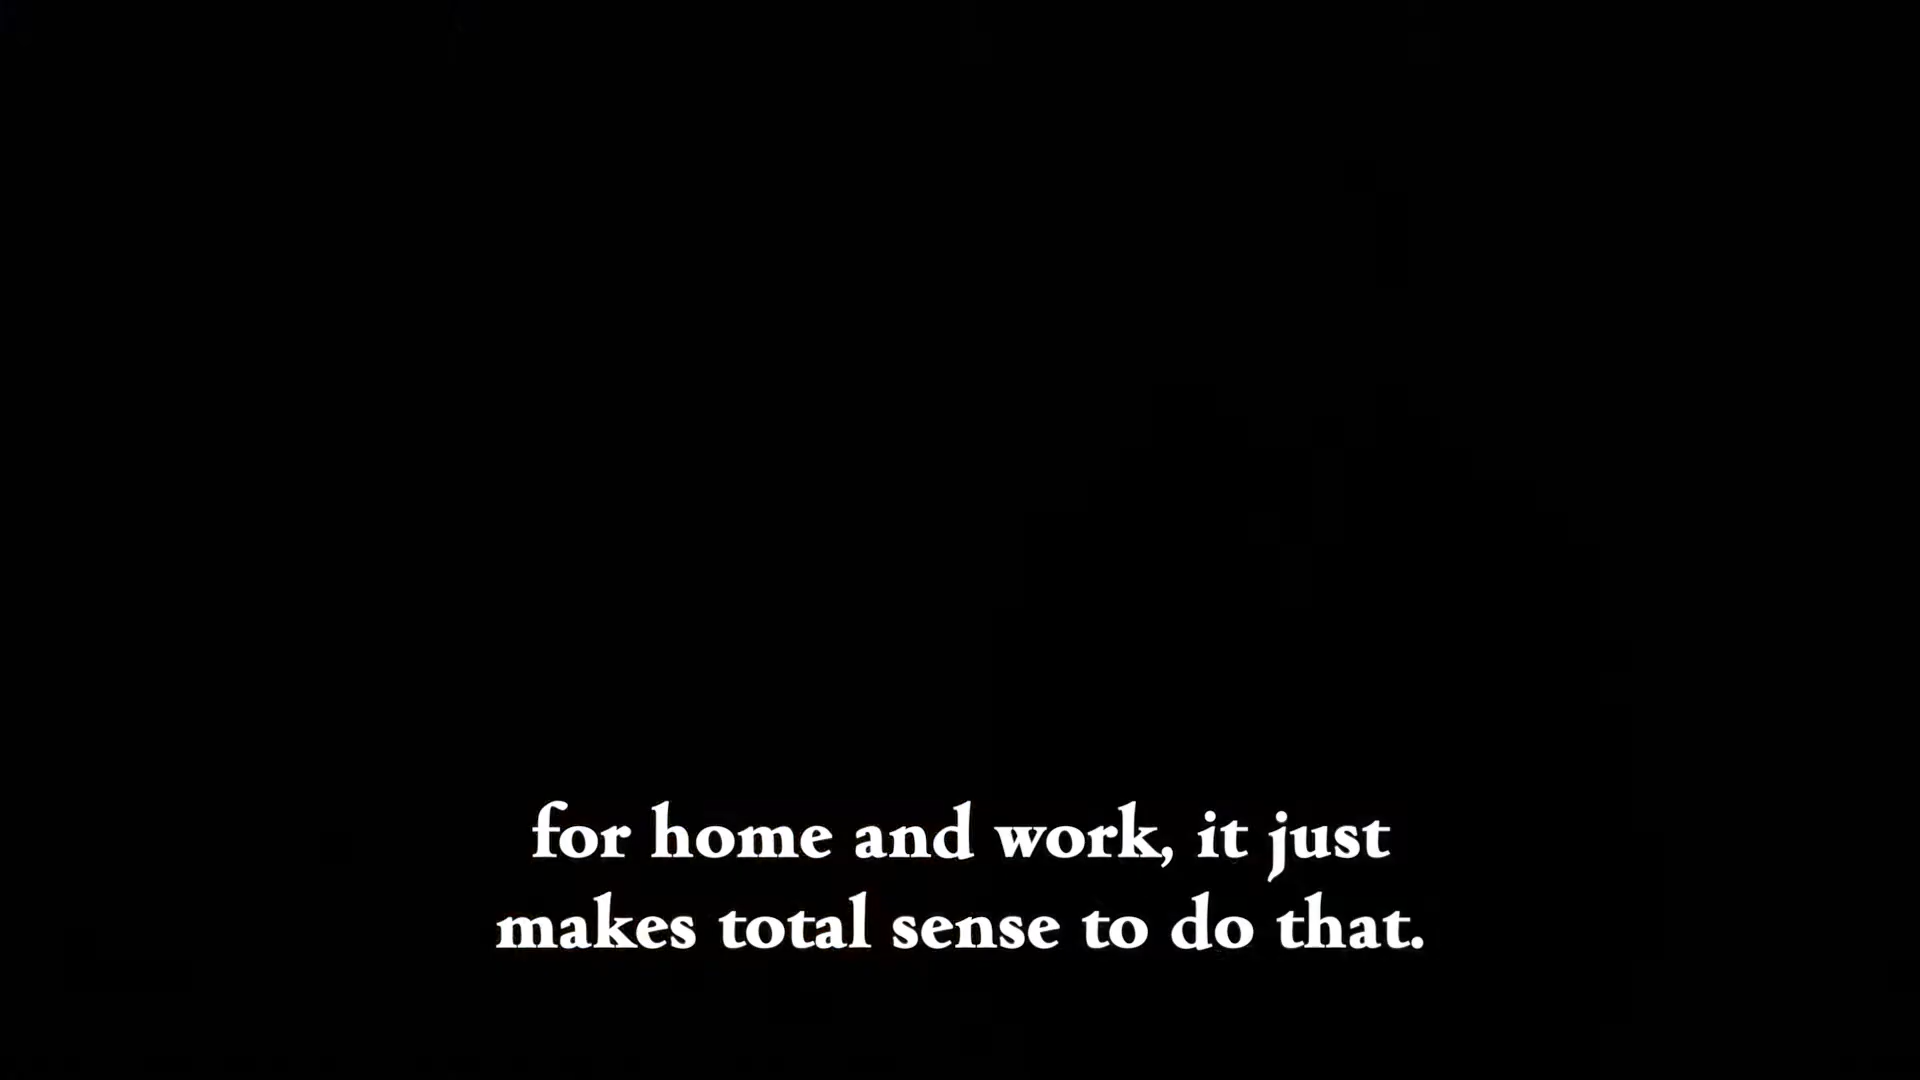 for home and work, it just
makes total sense to do that.